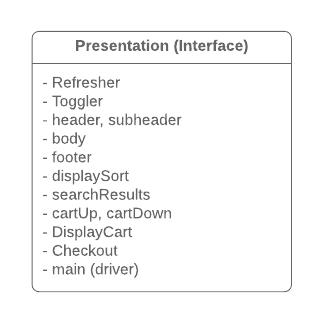 Presentation (Interface)
- Refresher
- Toggler
- header, subheader
- body
- footer
- displaySort
- searchResults
- cartUp, cartDown
- DisplayCart
- Checkout
- main (driver)